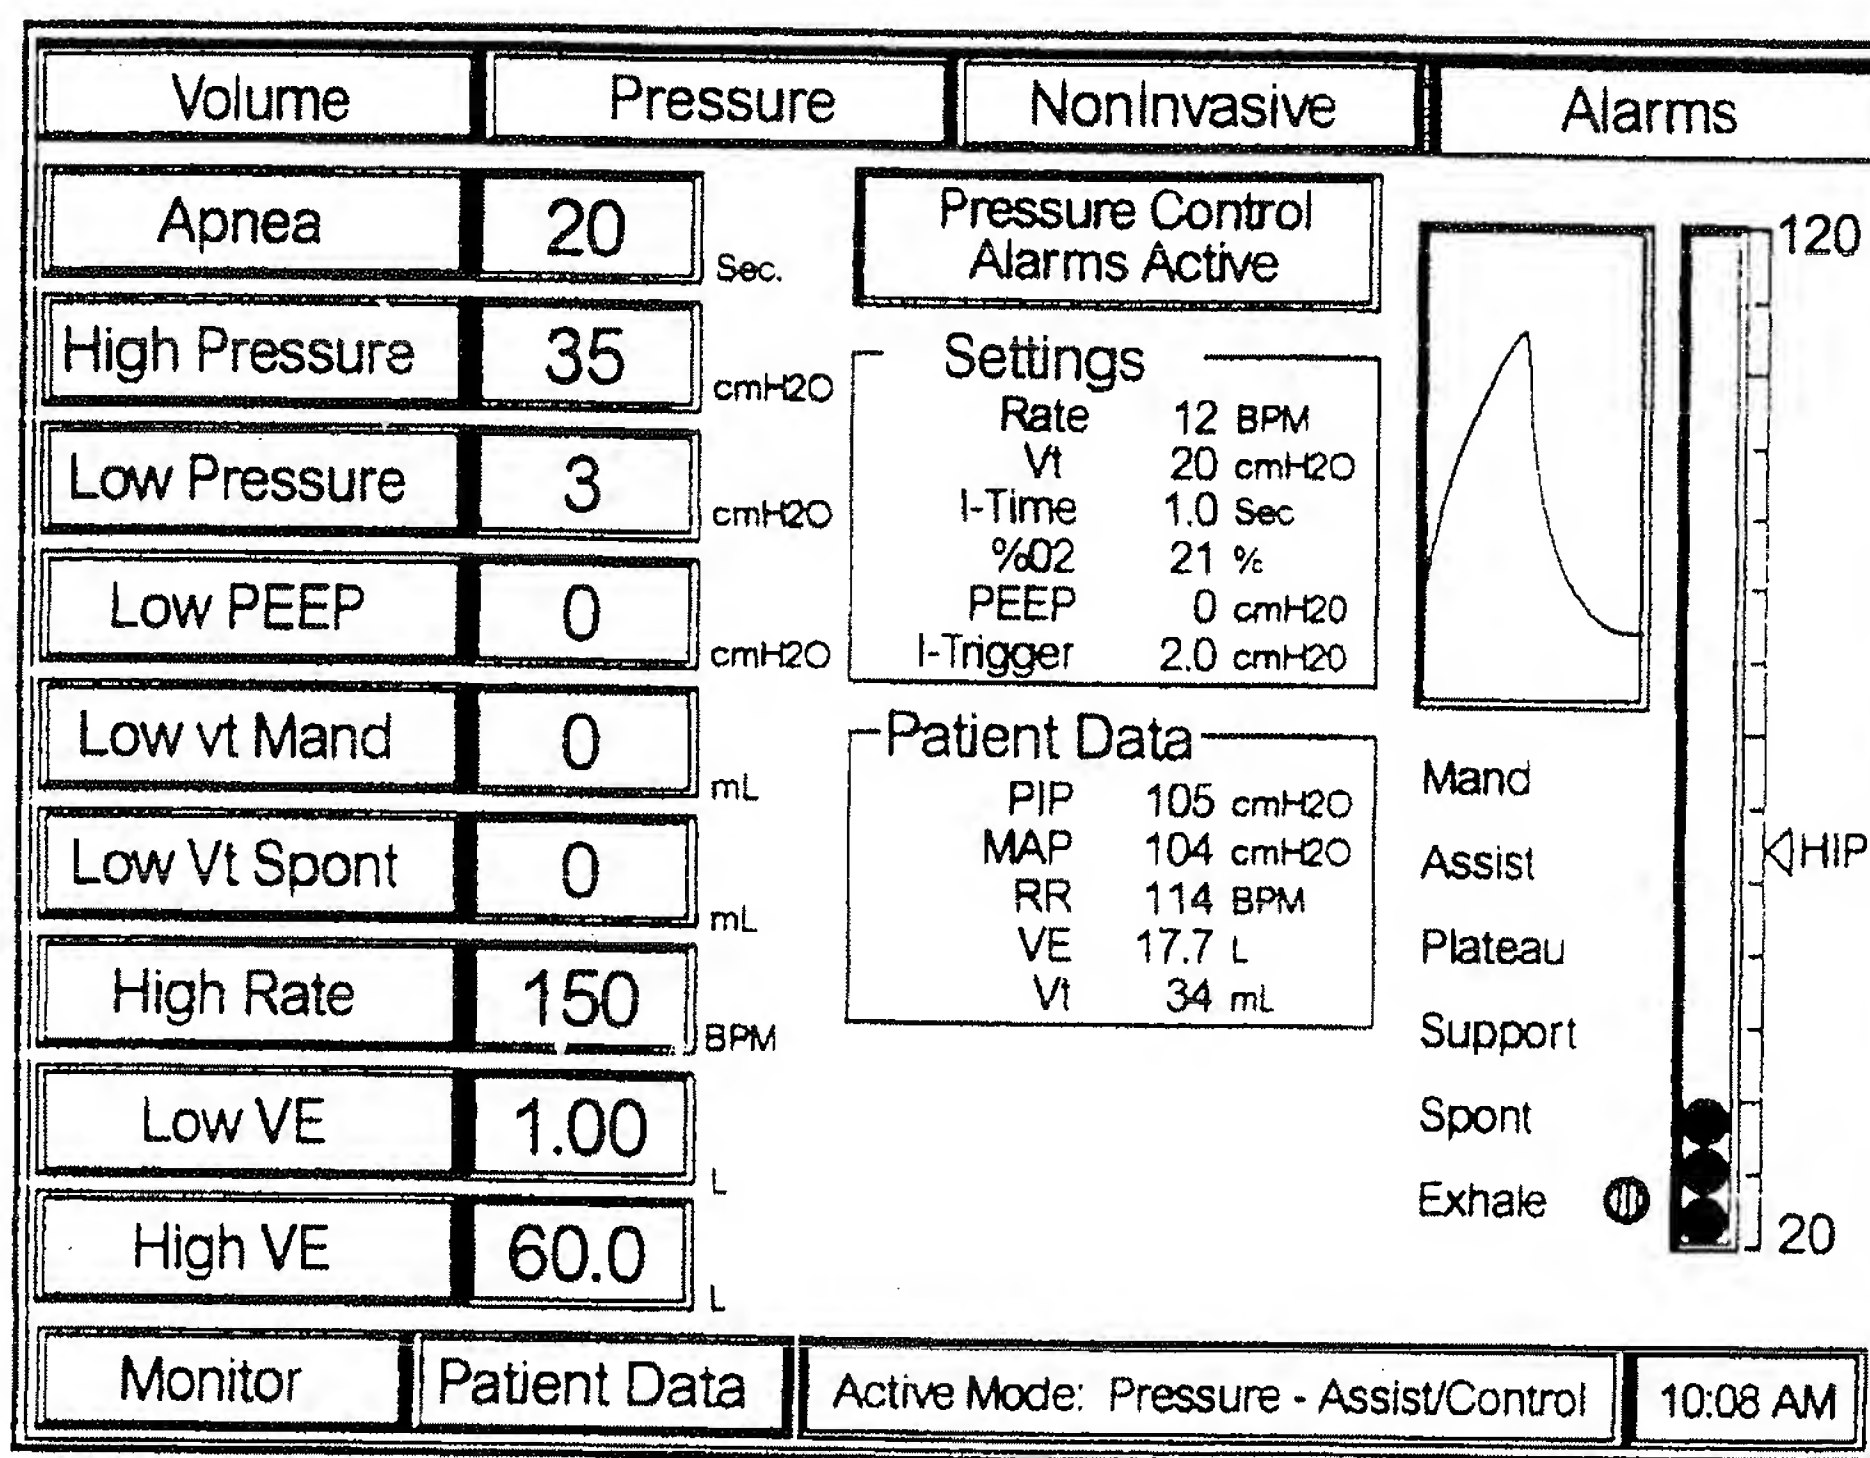 Volume Pressure NonInvasive Alarms
Apnea 20 Sec.
High Pressure 35 cmH2O
Low Pressure 3 cmH2O
Low PEEP 0 cmH2O
Low vt Mand 0 mL
Low Vt Spont 0 mL
High Rate 150 BPM
Low VE 1.00 L
High VE 60.0 L
Pressure Control
Alarms Active
Settings
Rate 12 BPM
Vt 20 cmH2O
I-Time 1.0 Sec
%02 21 %
PEEP 0 cmH20
I-Trigger 2.0 cmH20
Patient Data
PIP 105 cmH2O
MAP 104 cmH2O
RR 114 BPM
VE 17.7 L
Vt 34 mL
Mand
Assist
Plateau
Support
Spont
Exhale
120
HIP
20
Monitor Patient Data Active Mode: Pressure - Assist/Control 10:08 AM